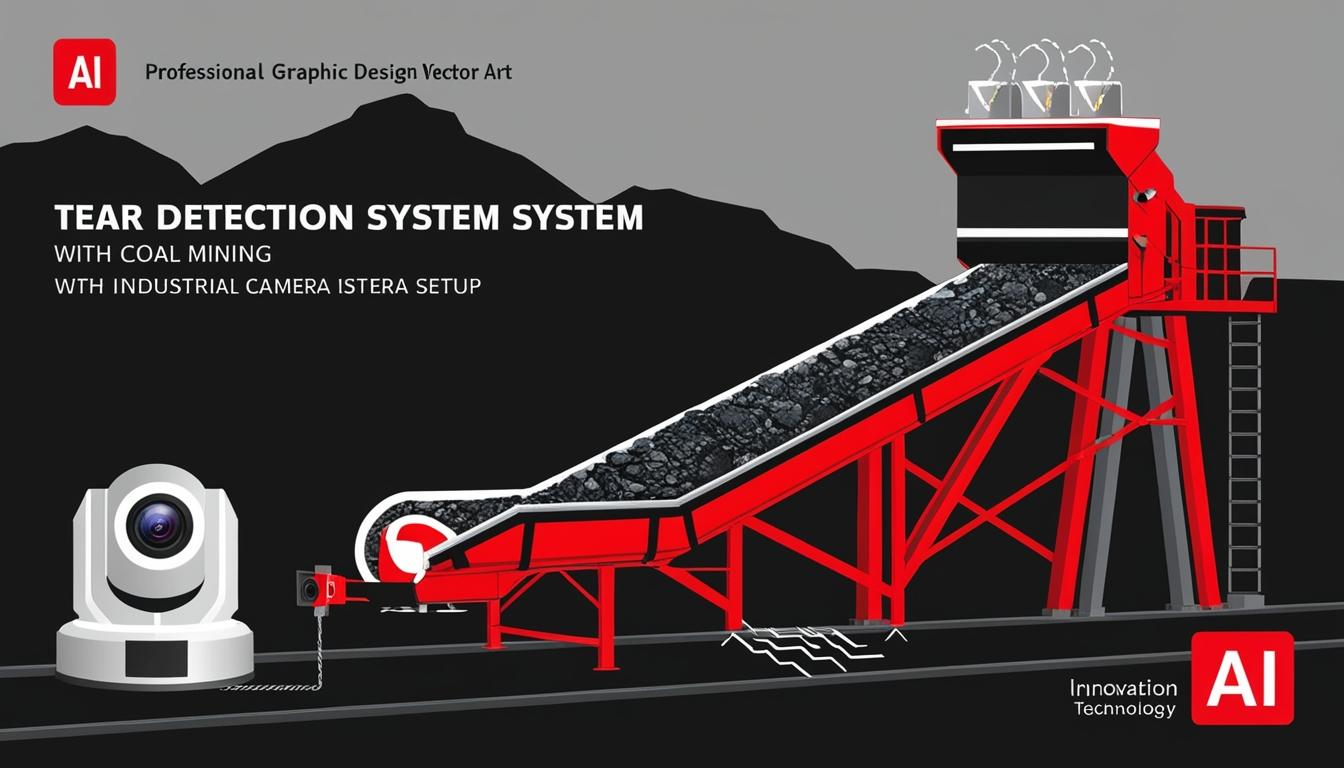 AI
Professional Graphic Design Vector Art
TEAR DETECTION SYSTEM SYSTEM
WITH COAL MINING
WTH INDUSTRIAL CAMERA ISTERA SETUP
Innovation
Technology
AI